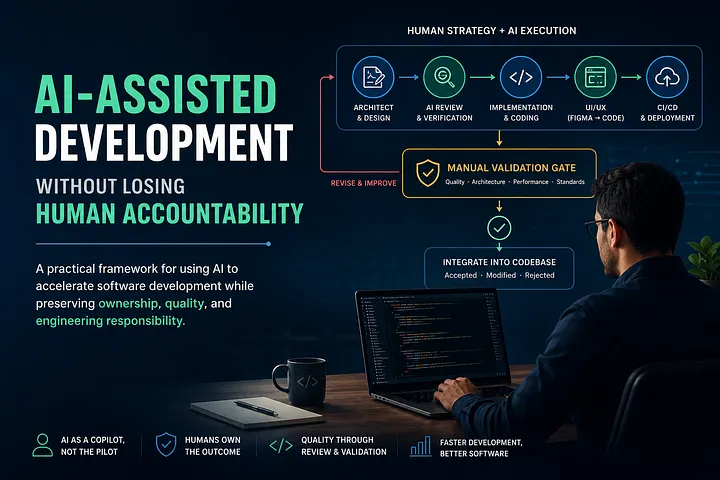 AI-ASSISTED
DEVELOPMENT
WITHOUT LOSING
HUMAN ACCOUNTABILITY
A practical framework for using AI to
accelerate software development while
preserving ownership, quality, and
engineering responsibility.
HUMAN STRATEGY + AI EXECUTION
ARCHITECT
& DESIGN
AI REVIEW
& VERIFICATION
IMPLEMENTATION
& CODING
UI/UX
(FIGMA → CODE)
CI/CD
& DEPLOYMENT
REVISE & IMPROVE
MANUAL VALIDATION GATE
Quality · Architecture · Performance · Standards
INTEGRATE INTO CODEBASE
Accepted · Modified · Rejected
</>
AI AS A COPILOT,
NOT THE PILOT
HUMANS OWN
THE OUTCOME
QUALITY THROUGH
REVIEW & VALIDATION
FASTER DEVELOPMENT,
BETTER SOFTWARE